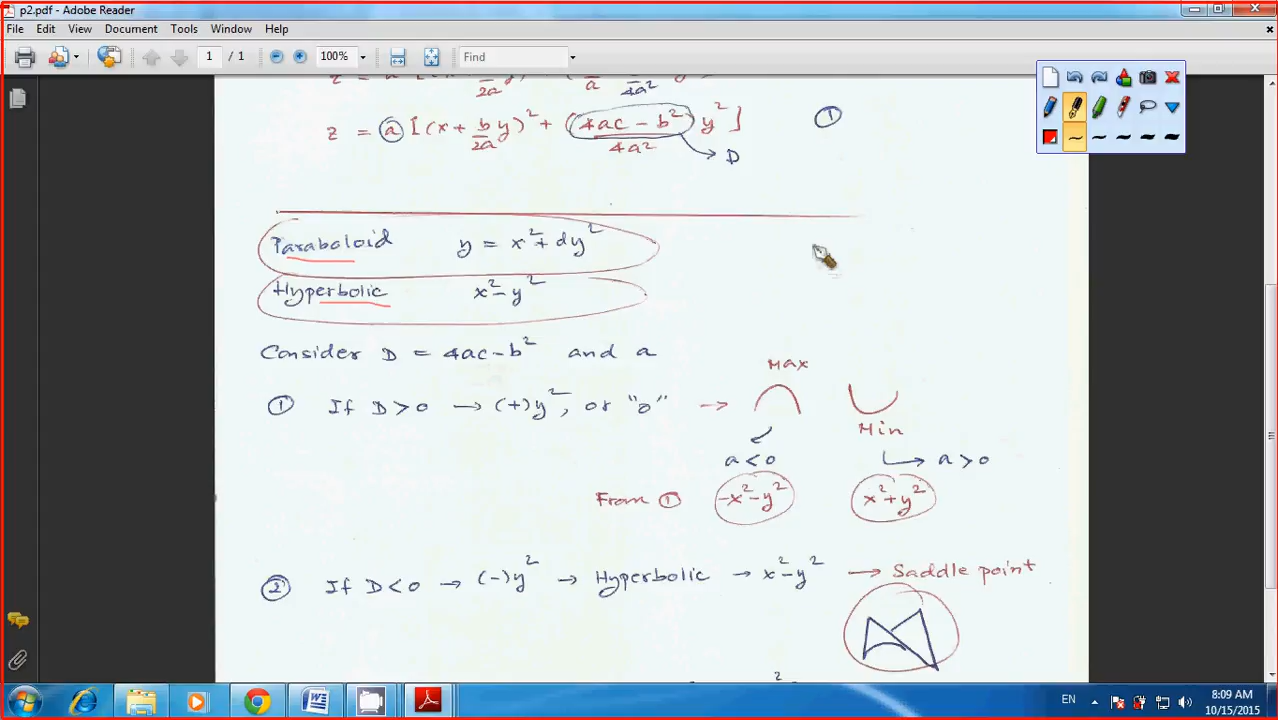 p2.pdf - Adobe Reader
File Edit View Document Tools Window Help
1 / 1 100% Find
2a a 4a²
z = a [(x + b/2a y)² + (4ac - b²)/4a² y²] ①
D
Paraboloid y = x² + dy²
Hyperbolic x² - y²
Consider D = 4ac - b² and a
Max
① If D > 0 → (+)y², or "0" →
Min
a < 0 a > 0
From ① -x² - y² x² + y²
② If D < 0 → (-)y² → Hyperbolic → x² - y² → Saddle point
2
EN 8:09 AM
10/15/2015